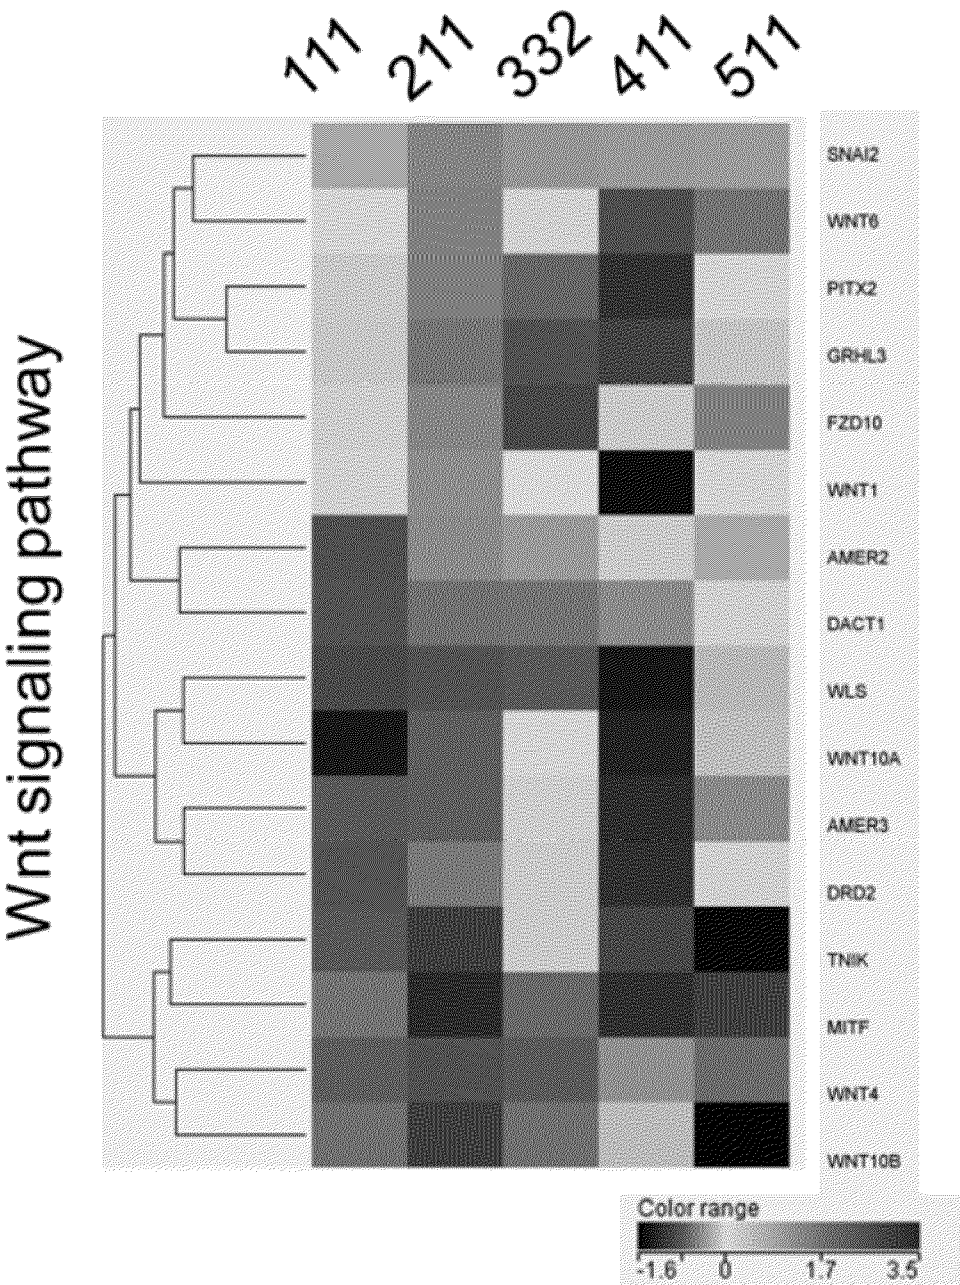 111 211 332 411 511
Wnt signaling pathway
SNAI2
WNT6
PITX2
GRHL3
FZD10
WNT1
AMER2
DACT1
WLS
WNT10A
AMER3
DRD2
TNIK
MITF
WNT4
WNT10B
Color range
-1.6 0 1.7 3.5